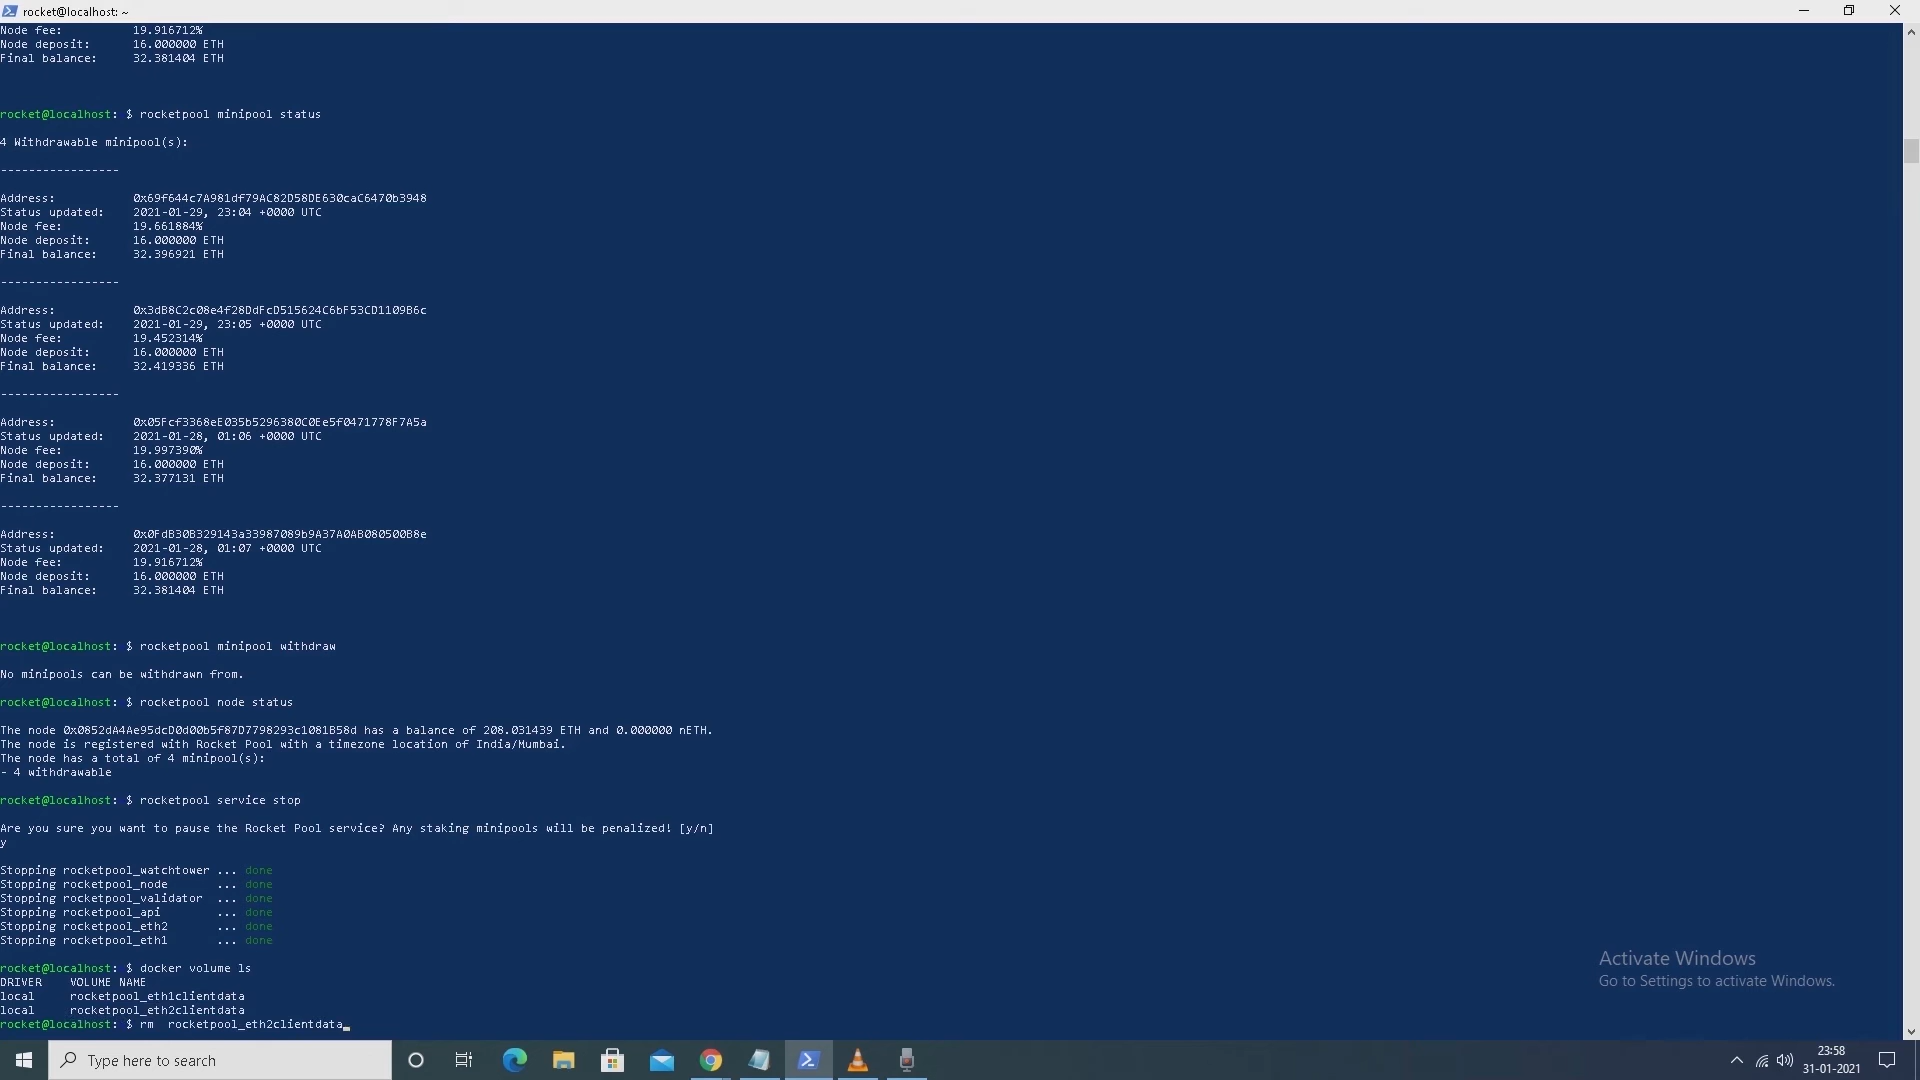 rocket@localhost: ~
Node fee: 19.916712%
Node deposit: 16.000000 ETH
Final balance: 32.381404 ETH
rocket@localhost: $ rocketpool minipool status
4 Withdrawable minipool(s):
-----------------
Address: 0x69f644c7A981df79AC82D58DE630caC6470b3948
Status updated: 2021-01-29, 23:04 +0000 UTC
Node fee: 19.661884%
Node deposit: 16.000000 ETH
Final balance: 32.396921 ETH
-----------------
Address: 0x3dB8C2c08e4f28DdFcD515624C6bF53CD1109B6c
Status updated: 2021-01-29, 23:05 +0000 UTC
Node fee: 19.452314%
Node deposit: 16.000000 ETH
Final balance: 32.419336 ETH
-----------------
Address: 0x05Fcf3368eE035b5296380C0Ee5f0471778F7A5a
Status updated: 2021-01-28, 01:06 +0000 UTC
Node fee: 19.997390%
Node deposit: 16.000000 ETH
Final balance: 32.377131 ETH
-----------------
Address: 0x0FdB30B329143a33987089b9A37A0AB080500B8e
Status updated: 2021-01-28, 01:07 +0000 UTC
Node fee: 19.916712%
Node deposit: 16.000000 ETH
Final balance: 32.381404 ETH
rocket@localhost: $ rocketpool minipool withdraw
No minipools can be withdrawn from.
rocket@localhost: $ rocketpool node status
The node 0x0852dA4Ae95dcD0d00b5f87D7798293c1081B58d has a balance of 208.031439 ETH and 0.000000 nETH.
The node is registered with Rocket Pool with a timezone location of India/Mumbai.
The node has a total of 4 minipool(s):
- 4 withdrawable
rocket@localhost: $ rocketpool service stop
Are you sure you want to pause the Rocket Pool service? Any staking minipools will be penalized! [y/n]
y
Stopping rocketpool_watchtower ... done
Stopping rocketpool_node ... done
Stopping rocketpool_validator ... done
Stopping rocketpool_api ... done
Stopping rocketpool_eth2 ... done
Stopping rocketpool_eth1 ... done
rocket@localhost: $ docker volume ls
DRIVER VOLUME NAME
local rocketpool_eth1clientdata
local rocketpool_eth2clientdata
rocket@localhost: $ rm rocketpool_eth2clientdata_
Activate Windows
Go to Settings to activate Windows.
Type here to search
23:58
31-01-2021